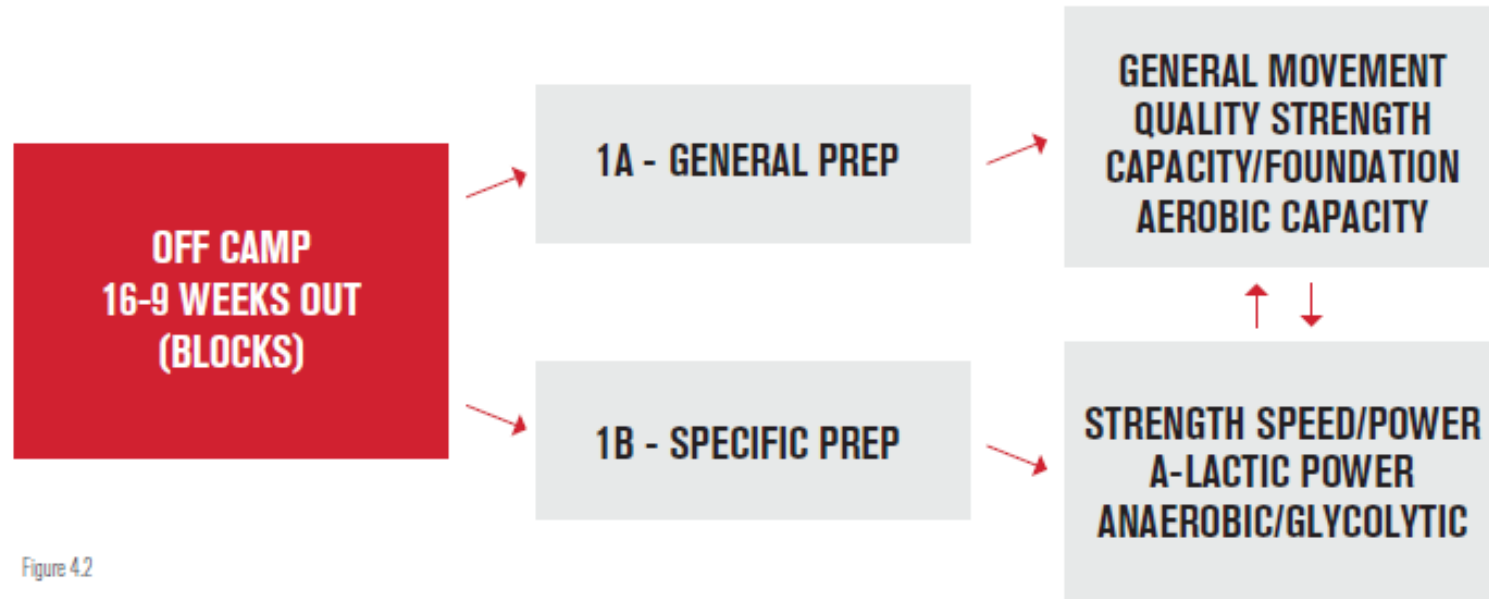 OFF CAMP
16-9 WEEKS OUT
(BLOCKS)
1A - GENERAL PREP
GENERAL MOVEMENT
QUALITY STRENGTH
CAPACITY/FOUNDATION
AEROBIC CAPACITY
1B - SPECIFIC PREP
STRENGTH SPEED/POWER
A-LACTIC POWER
ANAEROBIC/GLYCOLYTIC
Figure 4.2